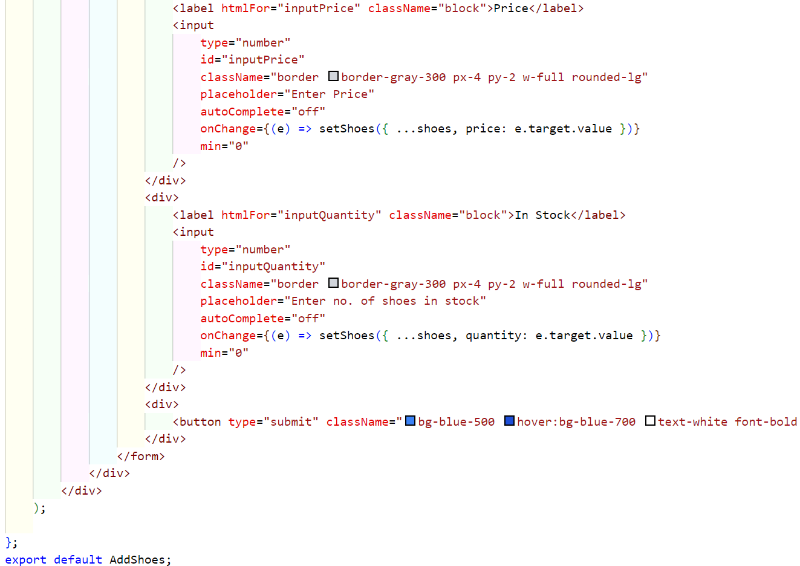 <label htmlFor="inputPrice" className="block">Price</label>
<input
type="number"
id="inputPrice"
className="border border-gray-300 px-4 py-2 w-full rounded-lg"
placeholder="Enter Price"
autoComplete="off"
onChange={(e) => setShoes({ ...shoes, price: e.target.value })}
min="0"
/>
</div>
<div>
<label htmlFor="inputQuantity" className="block">In Stock</label>
<input
type="number"
id="inputQuantity"
className="border border-gray-300 px-4 py-2 w-full rounded-lg"
placeholder="Enter no. of shoes in stock"
autoComplete="off"
onChange={(e) => setShoes({ ...shoes, quantity: e.target.value })}
min="0"
/>
</div>
<div>
<button type="submit" className="bg-blue-500 hover:bg-blue-700 text-white font-bold
</div>
</form>
</div>
</div>
);
};
export default AddShoes;